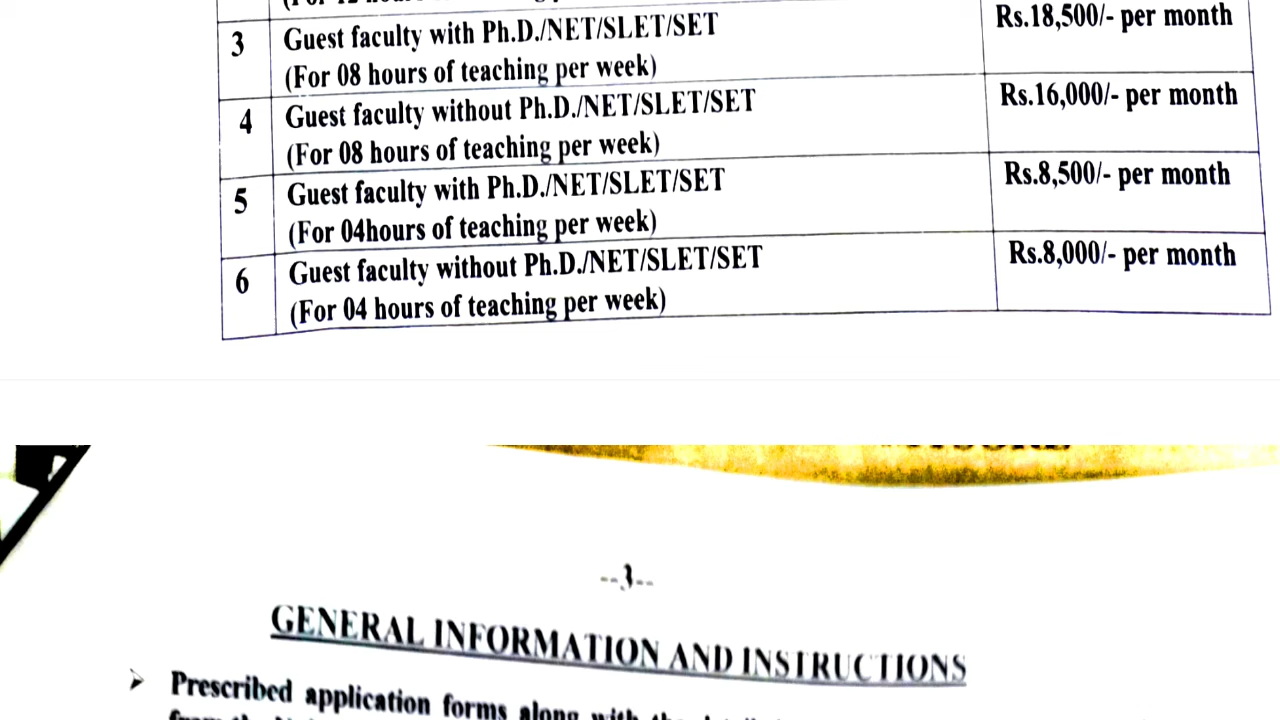 3 Guest faculty with Ph.D./NET/SLET/SET Rs.18,500/- per month
(For 08 hours of teaching per week)
4 Guest faculty without Ph.D./NET/SLET/SET Rs.16,000/- per month
(For 08 hours of teaching per week)
5 Guest faculty with Ph.D./NET/SLET/SET Rs.8,500/- per month
(For 04hours of teaching per week)
6 Guest faculty without Ph.D./NET/SLET/SET Rs.8,000/- per month
(For 04 hours of teaching per week)
--3--
GENERAL INFORMATION AND INSTRUCTIONS
➤ Prescribed application forms along with the